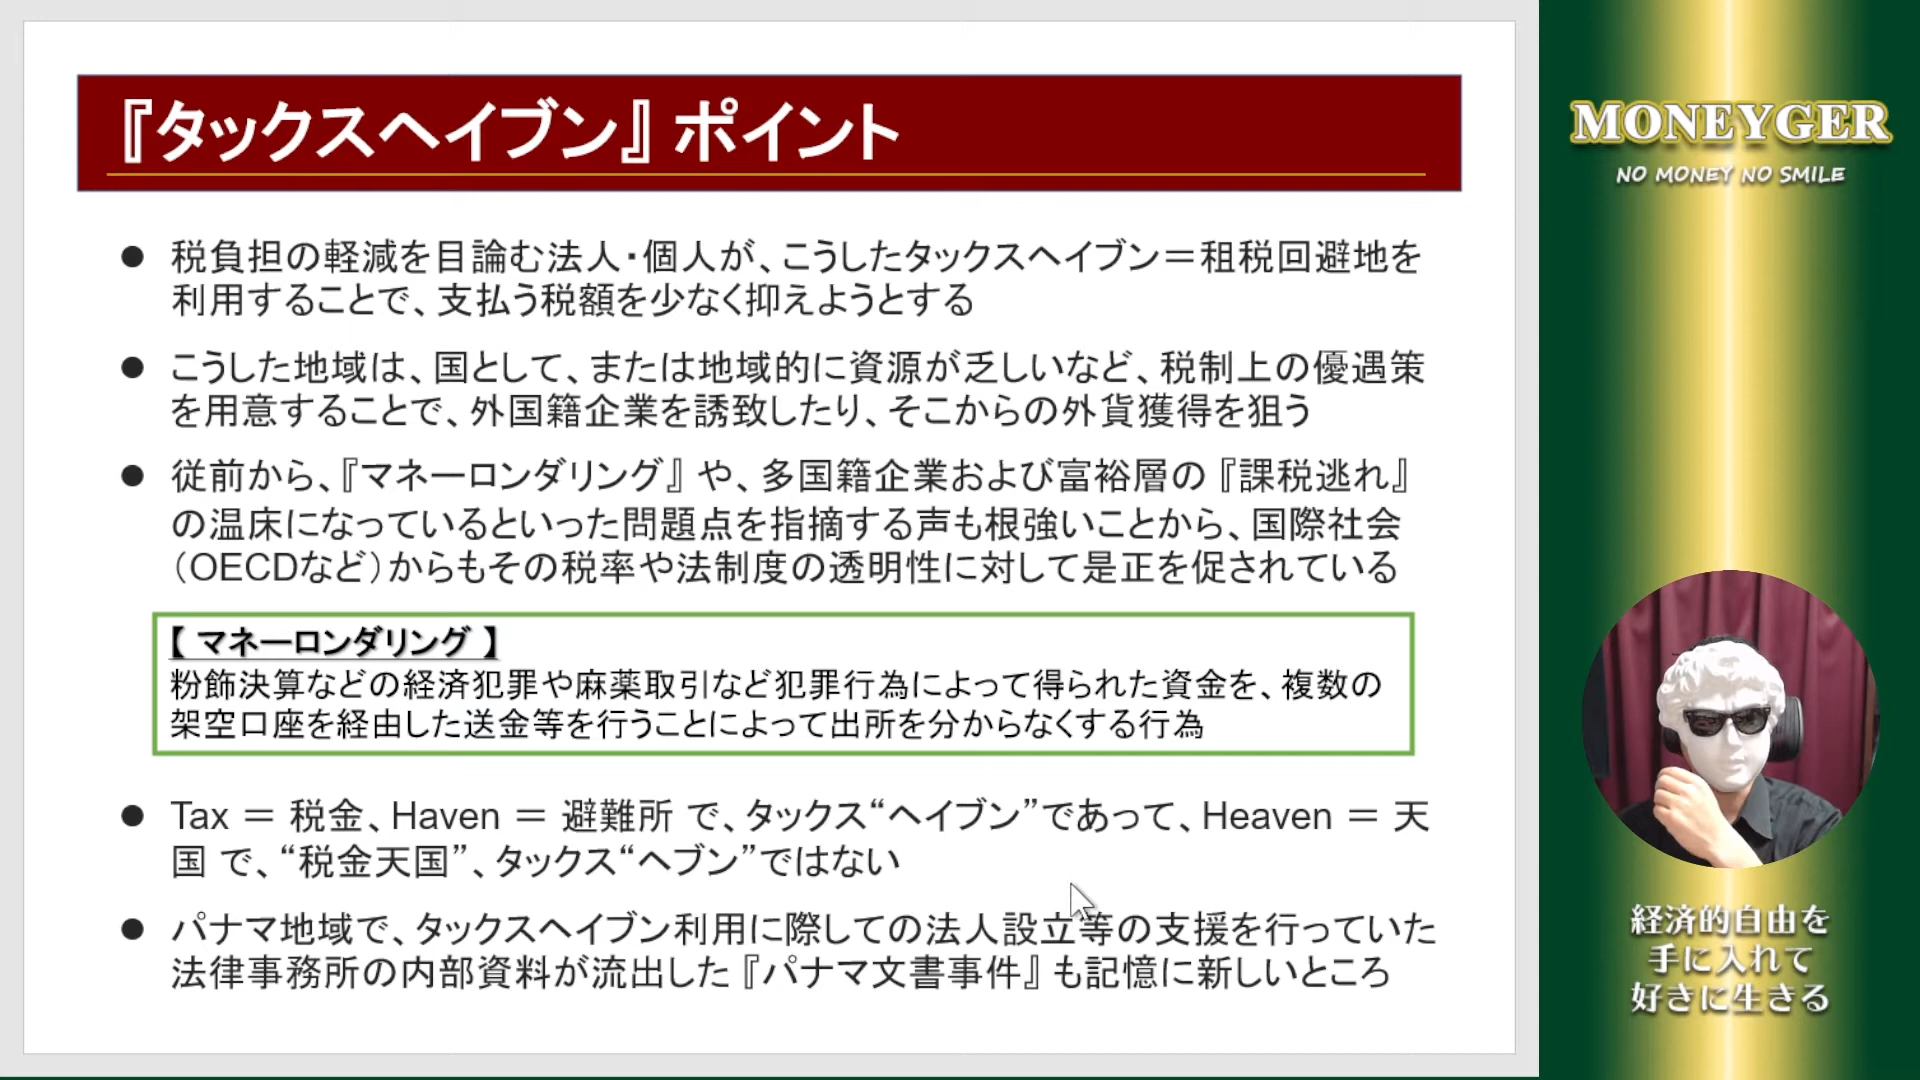 『タックスヘイブン』 ポイント
● 税負担の軽減を目論む法人・個人が、こうしたタックスヘイブン＝租税回避地を
利用することで、支払う税額を少なく抑えようとする
● こうした地域は、国として、または地域的に資源が乏しいなど、税制上の優遇策
を用意することで、外国籍企業を誘致したり、そこからの外貨獲得を狙う
● 従前から、『マネーロンダリング』 や、多国籍企業および富裕層の 『課税逃れ』
の温床になっているといった問題点を指摘する声も根強いことから、国際社会
（OECDなど）からもその税率や法制度の透明性に対して是正を促されている
【 マネーロンダリング 】
粉飾決算などの経済犯罪や麻薬取引など犯罪行為によって得られた資金を、複数の
架空口座を経由した送金等を行うことによって出所を分からなくする行為
● Tax ＝ 税金、Haven ＝ 避難所 で、タックス“ヘイブン”であって、Heaven ＝ 天
国 で、“税金天国”、タックス“ヘブン”ではない
● パナマ地域で、タックスヘイブン利用に際しての法人設立等の支援を行っていた
法律事務所の内部資料が流出した 『パナマ文書事件』 も記憶に新しいところ
MONEYGER
NO MONEY NO SMILE
経済的自由を
手に入れて
好きに生きる